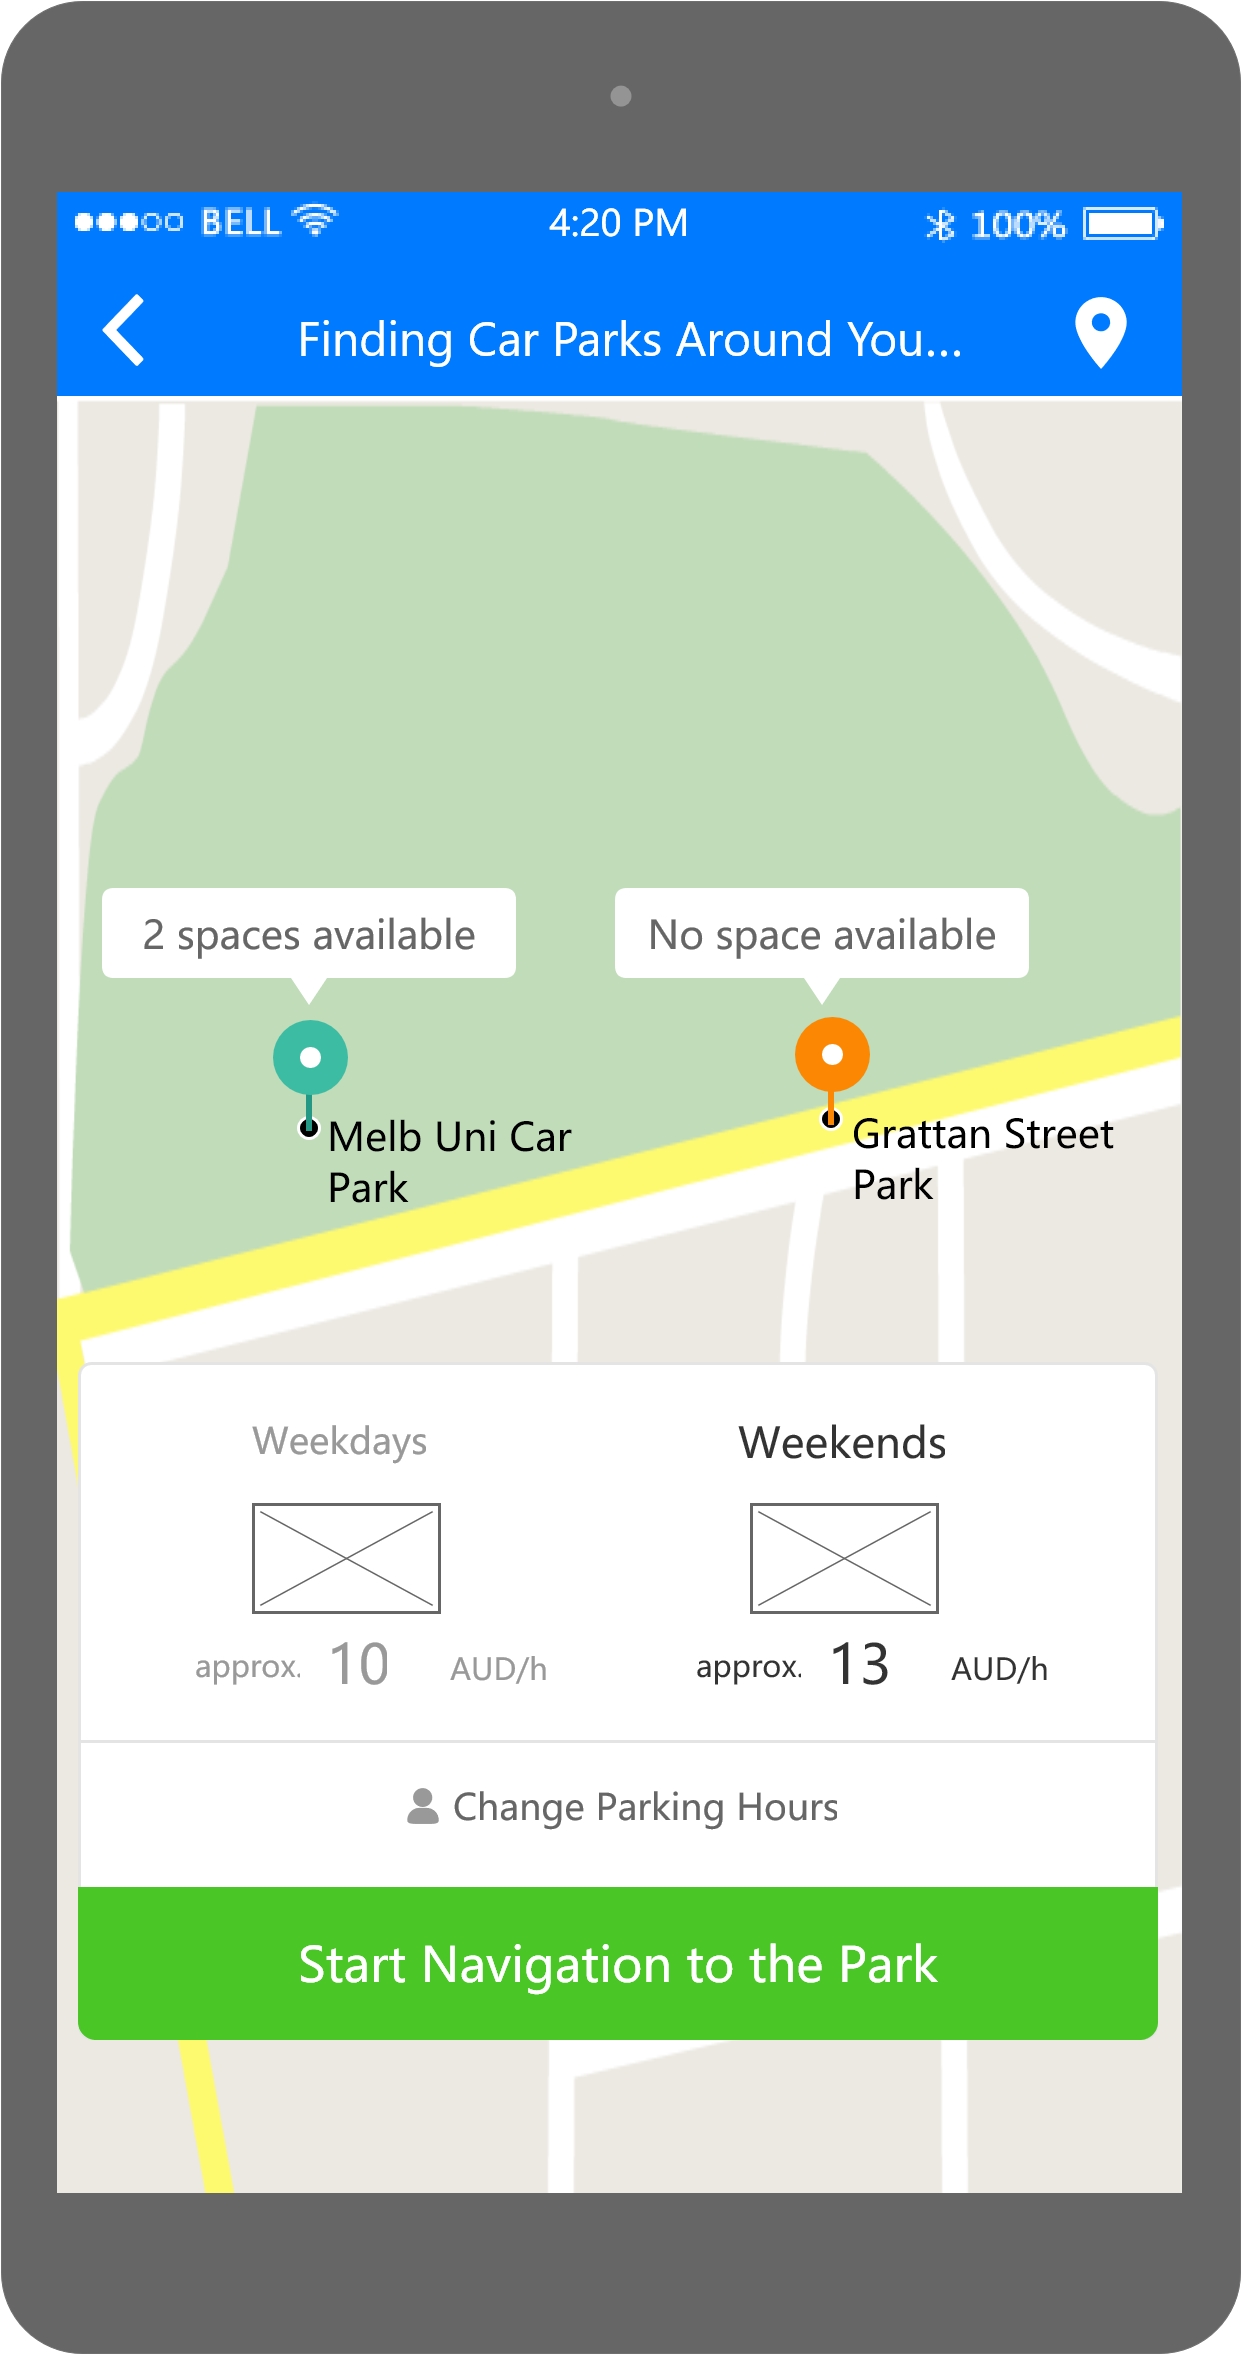 BELL 4:20 PM 100%
Finding Car Parks Around You...
2 spaces available
No space available
Melb Uni Car
Park
Grattan Street
Park
Weekdays
Weekends
approx. 10 AUD/h
approx. 13 AUD/h
Change Parking Hours
Start Navigation to the Park